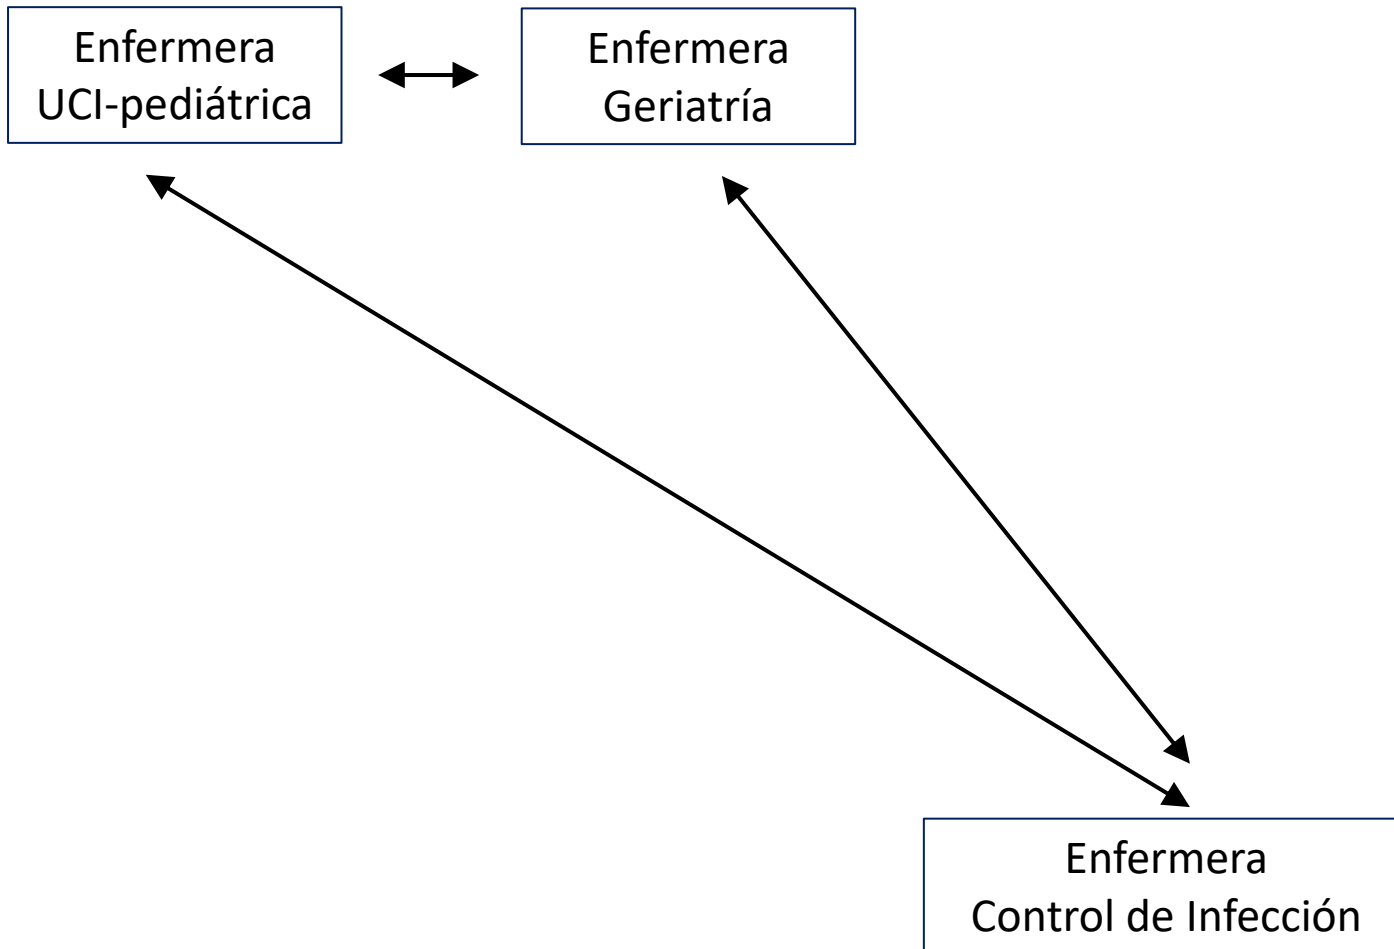 Enfermera
UCI-pediátrica
Enfermera
Geriatría
Enfermera
Control de Infección